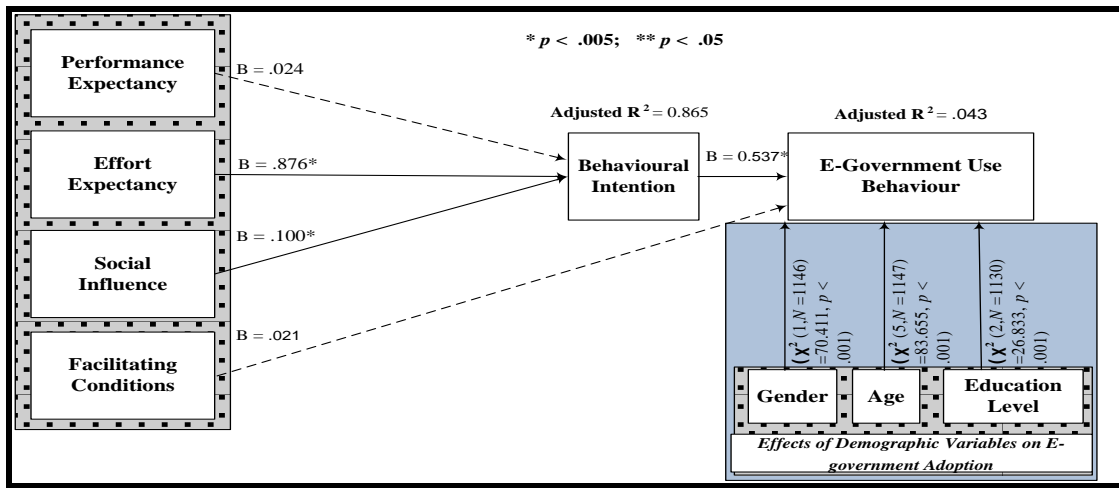 * p < .005; ** p < .05
Performance
Expectancy
B = .024
Effort
Expectancy
B = .876*
Social
Influence
B = .100*
Facilitating
Conditions
B = .021
Adjusted R² = 0.865
Behavioural
Intention
B = 0.537*
Adjusted R² = .043
E-Government Use
Behaviour
(χ² (1,N =1146)
=70.411, p <
.001)
(χ² (5,N =1147)
=83.655, p <
.001)
(χ² (2,N =1130)
=26.833, p <
.001)
Gender
Age
Education
Level
Effects of Demographic Variables on E-
government Adoption